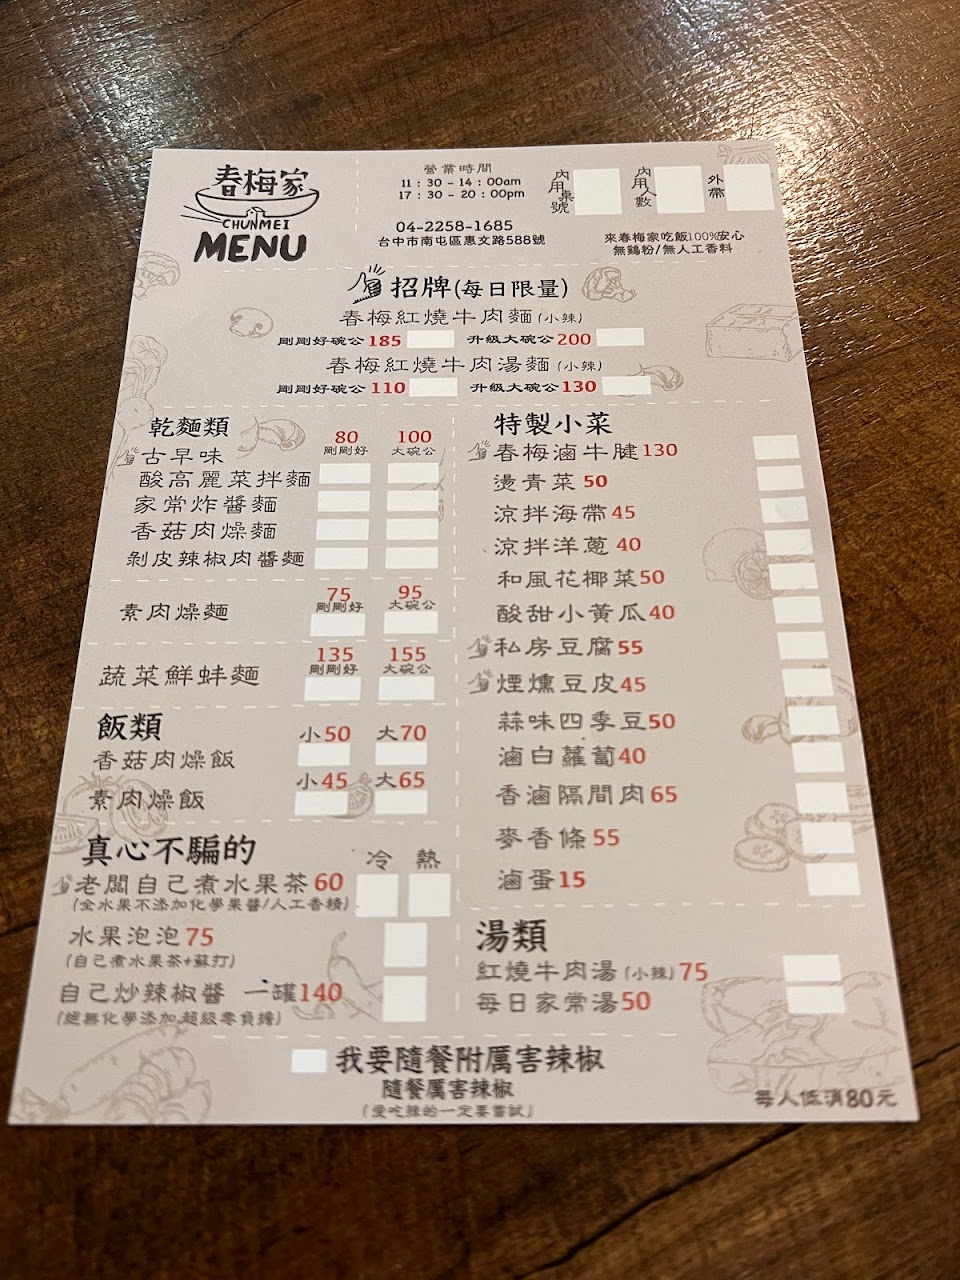 春梅家
CHUNMEI
MENU
營業時間
11：30 - 14：00am
17：30 - 20：00pm
04-2258-1685
台中市南屯區惠文路588號
內用桌號
內用人數
外帶
來春梅家吃飯100%安心
無鷄粉/無人工香料
招牌(每日限量)
春梅紅燒牛肉麵(小辣)
剛剛好碗公185 升級大碗公200
春梅紅燒牛肉湯麵(小辣)
剛剛好碗公110 升級大碗公130
乾麵類
80 100
剛剛好 大碗公
古早味
酸高麗菜拌麵
家常炸醬麵
香菇肉燥麵
剝皮辣椒肉醬麵
75 95
剛剛好 大碗公
素肉燥麵
135 155
剛剛好 大碗公
蔬菜鮮蚌麵
飯類
小50 大70
香菇肉燥飯
小45 大65
素肉燥飯
真心不騙的
冷 熱
老闆自己煮水果茶60
(全水果不添加化學果醬/人工香精)
水果泡泡75
(自己煮水果茶+蘇打)
自己炒辣椒醬 一罐140
(絕無化學添加,超級零負擔)
特製小菜
春梅滷牛腱130
燙青菜50
涼拌海帶45
涼拌洋蔥40
和風花椰菜50
酸甜小黃瓜40
私房豆腐55
煙燻豆皮45
蒜味四季豆50
滷白蘿蔔40
香滷隔間肉65
麥香條55
滷蛋15
湯類
紅燒牛肉湯(小辣)75
每日家常湯50
我要隨餐附厲害辣椒
隨餐厲害辣椒
(愛吃辣的一定要嘗試)
每人低消80元